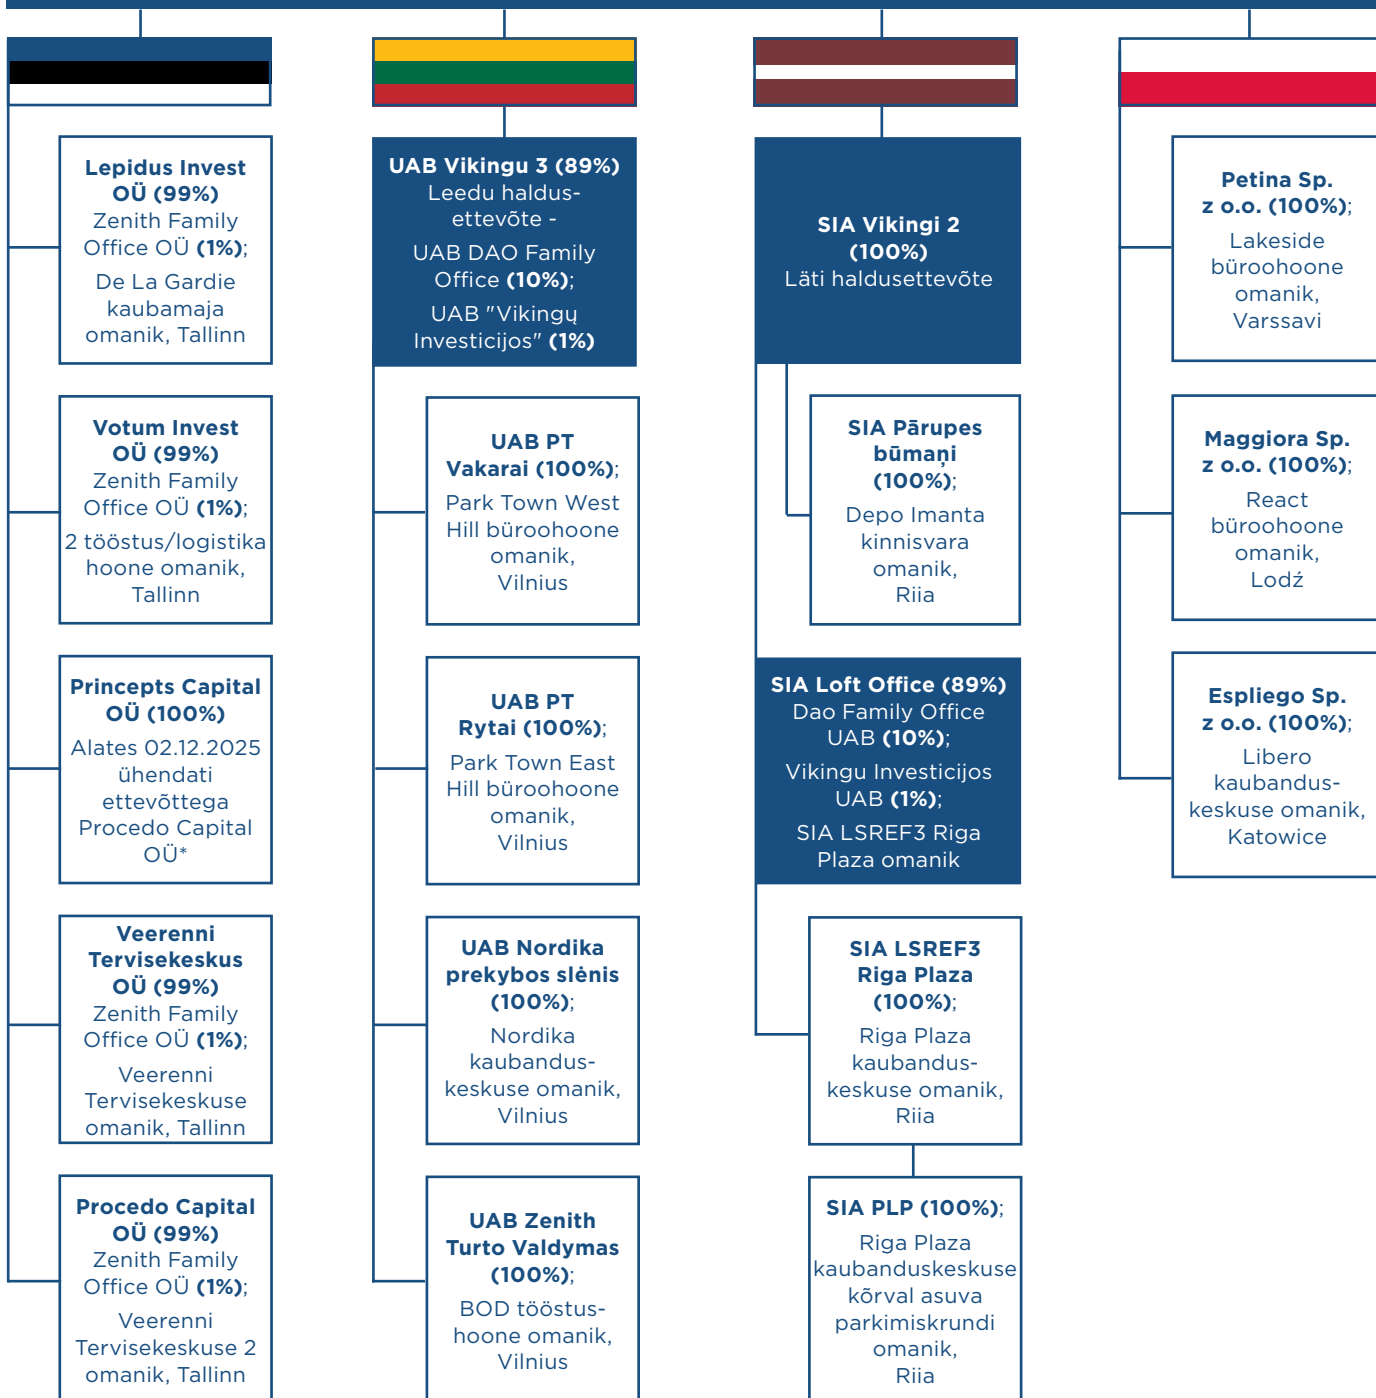 Lepidus Invest
OÜ (99%)
Zenith Family
Office OÜ (1%);
De La Gardie
kaubamaja
omanik, Tallinn
Votum Invest
OÜ (99%)
Zenith Family
Office OÜ (1%);
2 tööstus/logistika
hoone omanik,
Tallinn
Princepts Capital
OÜ (100%)
Alates 02.12.2025
ühendati
ettevõttega
Procedo Capital
OÜ*
Veerenni
Tervisekeskus
OÜ (99%)
Zenith Family
Office OÜ (1%);
Veerenni
Tervisekeskuse
omanik, Tallinn
Procedo Capital
OÜ (99%)
Zenith Family
Office OÜ (1%);
Veerenni
Tervisekeskuse 2
omanik, Tallinn
UAB Vikingu 3 (89%)
Leedu haldus-
ettevõte -
UAB DAO Family
Office (10%);
UAB "Vikingų
Investicijos" (1%)
UAB PT
Vakarai (100%);
Park Town West
Hill büroohoone
omanik,
Vilnius
UAB PT
Rytai (100%);
Park Town East
Hill büroohoone
omanik,
Vilnius
UAB Nordika
prekybos slėnis
(100%);
Nordika
kaubandus-
keskuse omanik,
Vilnius
UAB Zenith
Turto Valdymas
(100%);
BOD tööstus-
hoone omanik,
Vilnius
SIA Vikingi 2
(100%)
Läti haldusettevõte
SIA Pārupes
būmaņi
(100%);
Depo Imanta
kinnisvara
omanik,
Riia
SIA Loft Office (89%)
Dao Family Office
UAB (10%);
Vikingu Investicijos
UAB (1%);
SIA LSREF3 Riga
Plaza omanik
SIA LSREF3
Riga Plaza
(100%);
Riga Plaza
kaubandus-
keskuse omanik,
Riia
SIA PLP (100%);
Riga Plaza
kaubanduskeskuse
kõrval asuva
parkimiskrundi
omanik,
Riia
Petina Sp.
z o.o. (100%);
Lakeside
büroohoone
omanik,
Varssavi
Maggiora Sp.
z o.o. (100%);
React
büroohoone
omanik,
Lodź
Espliego Sp.
z o.o. (100%);
Libero
kaubandus-
keskuse omanik,
Katowice